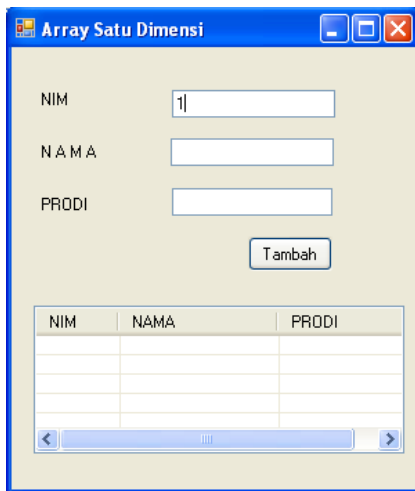 Array Satu Dimensi
NIM 1
N A M A
PRODI
Tambah
NIM NAMA PRODI